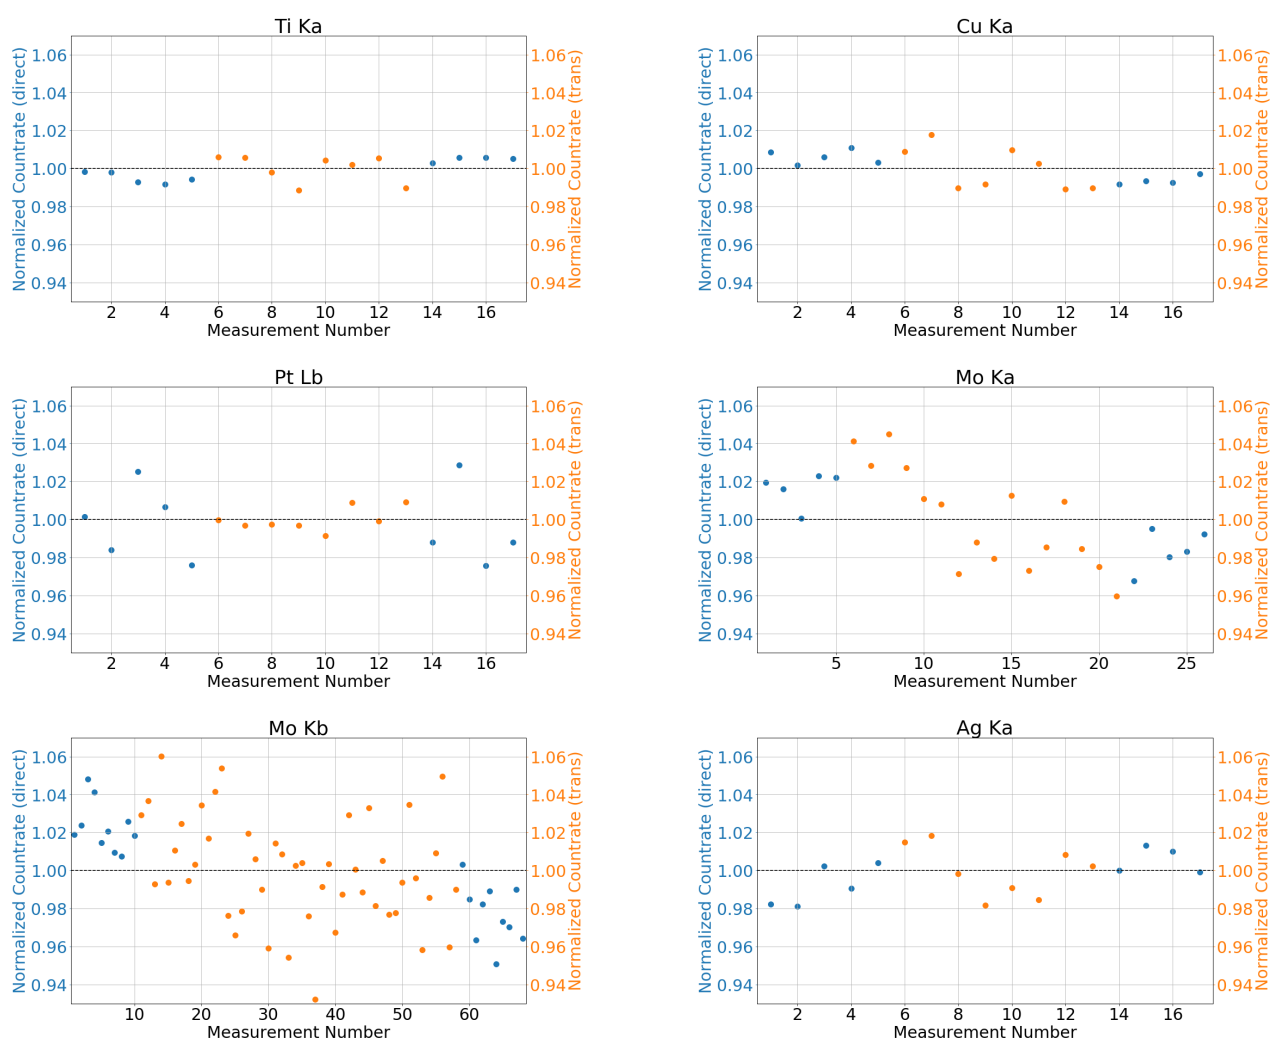 Ti Ka
Normalized Countrate (direct)
1.06
1.04
1.02
1.00
0.98
0.96
0.94
2 4 6 8 10 12 14 16
Measurement Number
1.06
1.04
1.02
1.00
0.98
0.96
0.94
Normalized Countrate (trans)
Cu Ka
Normalized Countrate (direct)
1.06
1.04
1.02
1.00
0.98
0.96
0.94
2 4 6 8 10 12 14 16
Measurement Number
1.06
1.04
1.02
1.00
0.98
0.96
0.94
Normalized Countrate (trans)
Pt Lb
Normalized Countrate (direct)
1.06
1.04
1.02
1.00
0.98
0.96
0.94
2 4 6 8 10 12 14 16
Measurement Number
1.06
1.04
1.02
1.00
0.98
0.96
0.94
Normalized Countrate (trans)
Mo Ka
Normalized Countrate (direct)
1.06
1.04
1.02
1.00
0.98
0.96
0.94
5 10 15 20 25
Measurement Number
1.06
1.04
1.02
1.00
0.98
0.96
0.94
Normalized Countrate (trans)
Mo Kb
Normalized Countrate (direct)
1.06
1.04
1.02
1.00
0.98
0.96
0.94
10 20 30 40 50 60
Measurement Number
1.06
1.04
1.02
1.00
0.98
0.96
0.94
Normalized Countrate (trans)
Ag Ka
Normalized Countrate (direct)
1.06
1.04
1.02
1.00
0.98
0.96
0.94
2 4 6 8 10 12 14 16
Measurement Number
1.06
1.04
1.02
1.00
0.98
0.96
0.94
Normalized Countrate (trans)